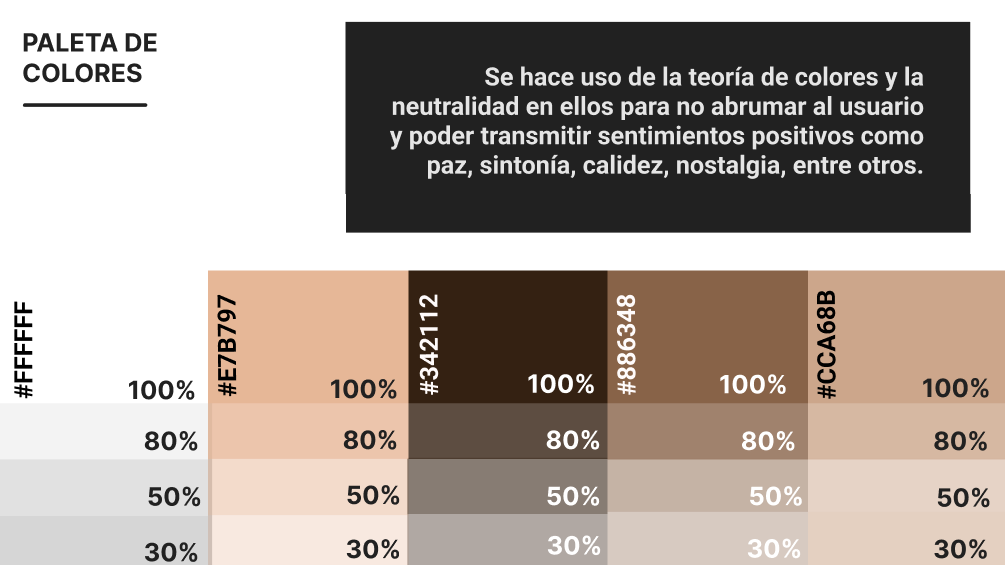 PALETA DE
COLORES
Se hace uso de la teoría de colores y la
neutralidad en ellos para no abrumar al usuario
y poder transmitir sentimientos positivos como
paz, sintonía, calidez, nostalgia, entre otros.
#FFFFFF
#E7B797
#342112
#886348
#CCA68B
100%
100%
100%
100%
100%
80%
80%
80%
80%
80%
50%
50%
50%
50%
50%
30%
30%
30%
30%
30%